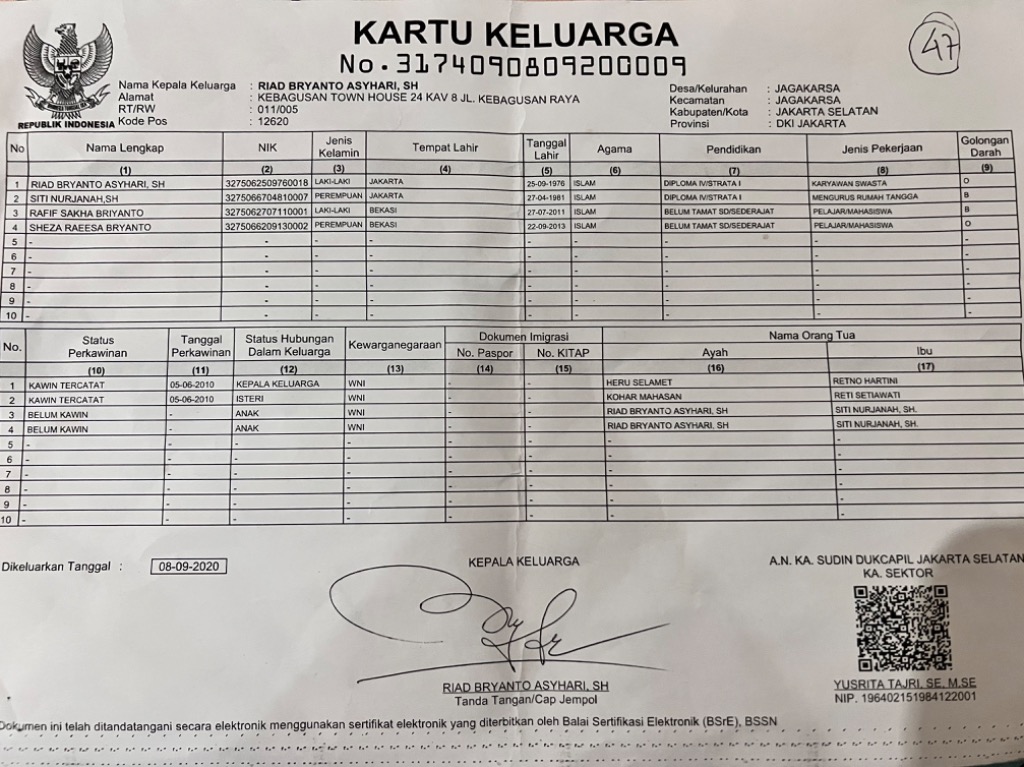 KARTU KELUARGA
No.3174090809200009
47
REPUBLIK INDONESIA
Nama Kepala Keluarga : RIAD BRYANTO ASYHARI, SH
Alamat : KEBAGUSAN TOWN HOUSE 24 KAV 8 JL. KEBAGUSAN RAYA
RT/RW : 011/005
Kode Pos : 12620
Desa/Kelurahan : JAGAKARSA
Kecamatan : JAGAKARSA
Kabupaten/Kota : JAKARTA SELATAN
Provinsi : DKI JAKARTA
No Nama Lengkap NIK Jenis Kelamin Tempat Lahir Tanggal Lahir Agama Pendidikan Jenis Pekerjaan Golongan Darah
(1) (2) (3) (4) (5) (6) (7) (8) (9)
1 RIAD BRYANTO ASYHARI, SH 3275062509760018 LAKI-LAKI JAKARTA 25-09-1976 ISLAM DIPLOMA IV/STRATA I KARYAWAN SWASTA O
2 SITI NURJANAH,SH 3275066704810007 PEREMPUAN JAKARTA 27-04-1981 ISLAM DIPLOMA IV/STRATA I MENGURUS RUMAH TANGGA B
3 RAFIF SAKHA BRIYANTO 3275062707110001 LAKI-LAKI BEKASI 27-07-2011 ISLAM BELUM TAMAT SD/SEDERAJAT PELAJAR/MAHASISWA B
4 SHEZA RAEESA BRYANTO 3275066209130002 PEREMPUAN BEKASI 22-09-2013 ISLAM BELUM TAMAT SD/SEDERAJAT PELAJAR/MAHASISWA O
5 - - - - - - - - -
6 - - - - - - - - -
7 - - - - - - - - -
8 - - - - - - - - -
9 - - - - - - - - -
10 - - - - - - - - -
No. Status Perkawinan Tanggal Perkawinan Status Hubungan Dalam Keluarga Kewarganegaraan Dokumen Imigrasi Nama Orang Tua
No. Paspor No. KITAP Ayah Ibu
(10) (11) (12) (13) (14) (15) (16) (17)
1 KAWIN TERCATAT 05-06-2010 KEPALA KELUARGA WNI - - HERU SELAMET RETNO HARTINI
2 KAWIN TERCATAT 05-06-2010 ISTERI WNI - - KOHAR MAHASAN RETI SETIAWATI
3 BELUM KAWIN - ANAK WNI - - RIAD BRYANTO ASYHARI, SH SITI NURJANAH, SH.
4 BELUM KAWIN - ANAK WNI - - RIAD BRYANTO ASYHARI, SH SITI NURJANAH, SH.
5 - - - - - - - -
6 - - - - - - - -
7 - - - - - - - -
8 - - - - - - - -
9 - - - - - - - -
10 - - - - - - - -
Dikeluarkan Tanggal : 08-09-2020
KEPALA KELUARGA
RIAD BRYANTO ASYHARI, SH
Tanda Tangan/Cap Jempol
A.N. KA. SUDIN DUKCAPIL JAKARTA SELATAN
KA. SEKTOR
YUSRITA TAJRI, SE, M.SE
NIP. 196402151984122001
Dokumen ini telah ditandatangani secara elektronik menggunakan sertifikat elektronik yang diterbitkan oleh Balai Sertifikasi Elektronik (BSrE), BSSN